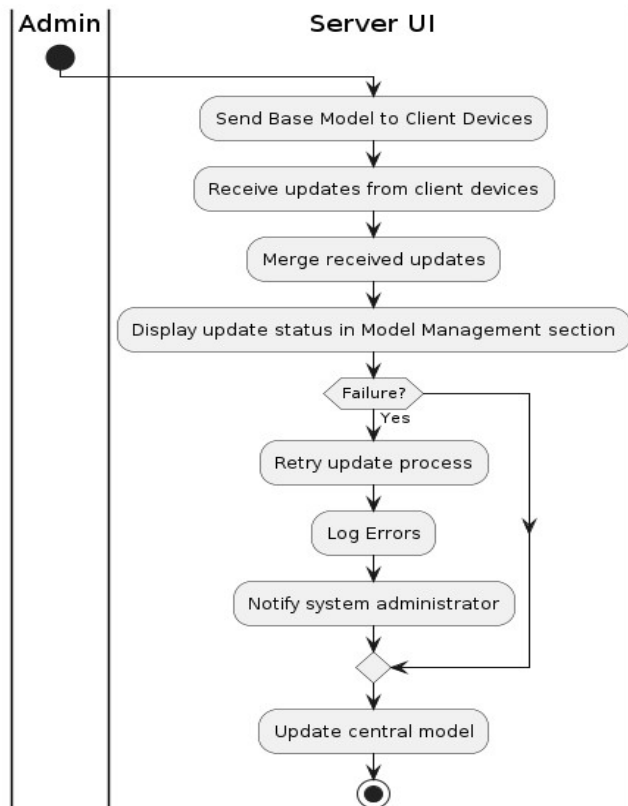 Admin
Server UI
Send Base Model to Client Devices
Receive updates from client devices
Merge received updates
Display update status in Model Management section
Failure?
Yes
Retry update process
Log Errors
Notify system administrator
Update central model